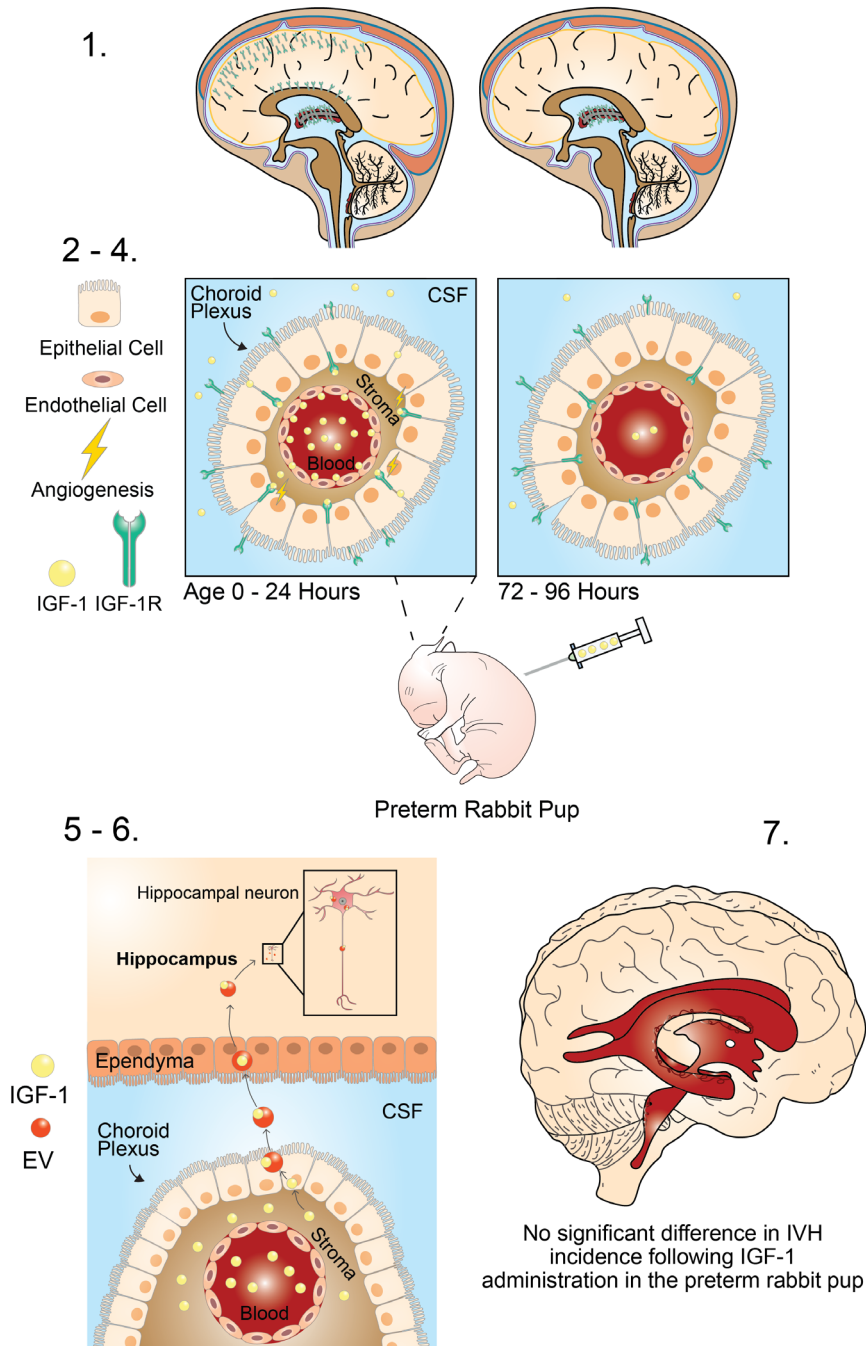 1.
2 - 4.
Epithelial Cell
Endothelial Cell
Angiogenesis
IGF-1 IGF-1R
Choroid
Plexus
CSF
Stroma
Blood
Age 0 - 24 Hours
72 - 96 Hours
Preterm Rabbit Pup
5 - 6.
IGF-1
EV
Hippocampal neuron
Hippocampus
Ependyma
CSF
Choroid
Plexus
Stroma
Blood
7.
No significant difference in IVH
incidence following IGF-1
administration in the preterm rabbit pup